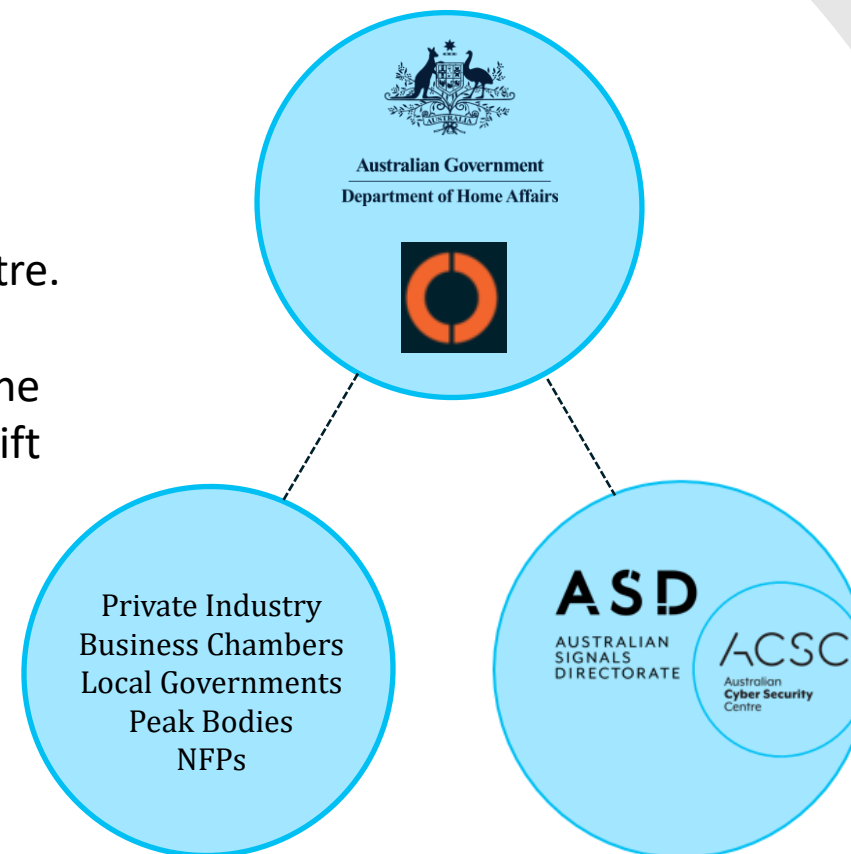 AUSTRALIA
Australian Government
Department of Home Affairs
tre.
ne
ift
Private Industry
Business Chambers
Local Governments
Peak Bodies
NFPs
ASD
AUSTRALIAN
SIGNALS
DIRECTORATE
ACSC
Australian
Cyber Security
Centre